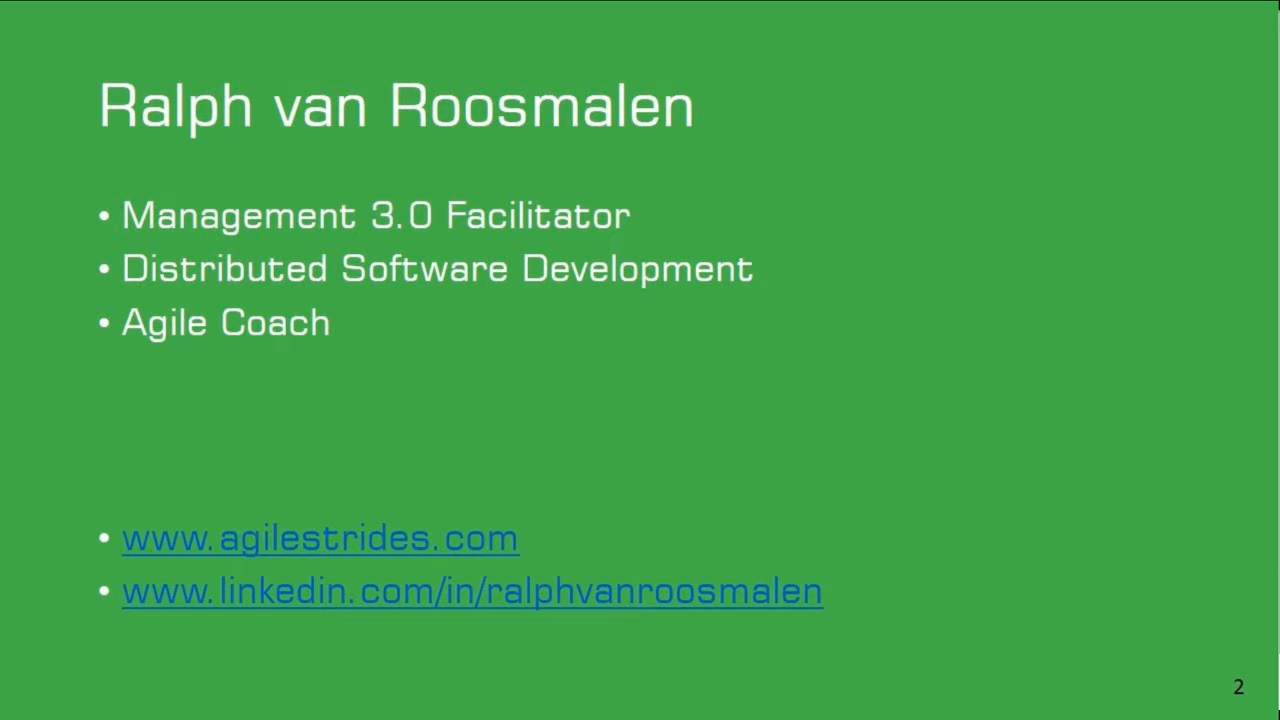 Ralph van Roosmalen
• Management 3.0 Facilitator
• Distributed Software Development
• Agile Coach
• www.agilestrides.com
• www.linkedin.com/in/ralphvanroosmalen
2